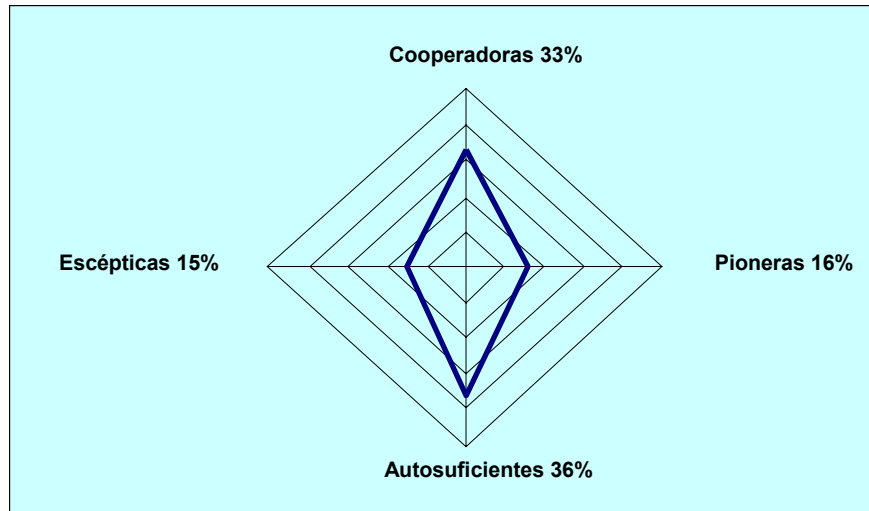 Cooperadoras 33%
Escépticas 15%
Pioneras 16%
Autosuficientes 36%